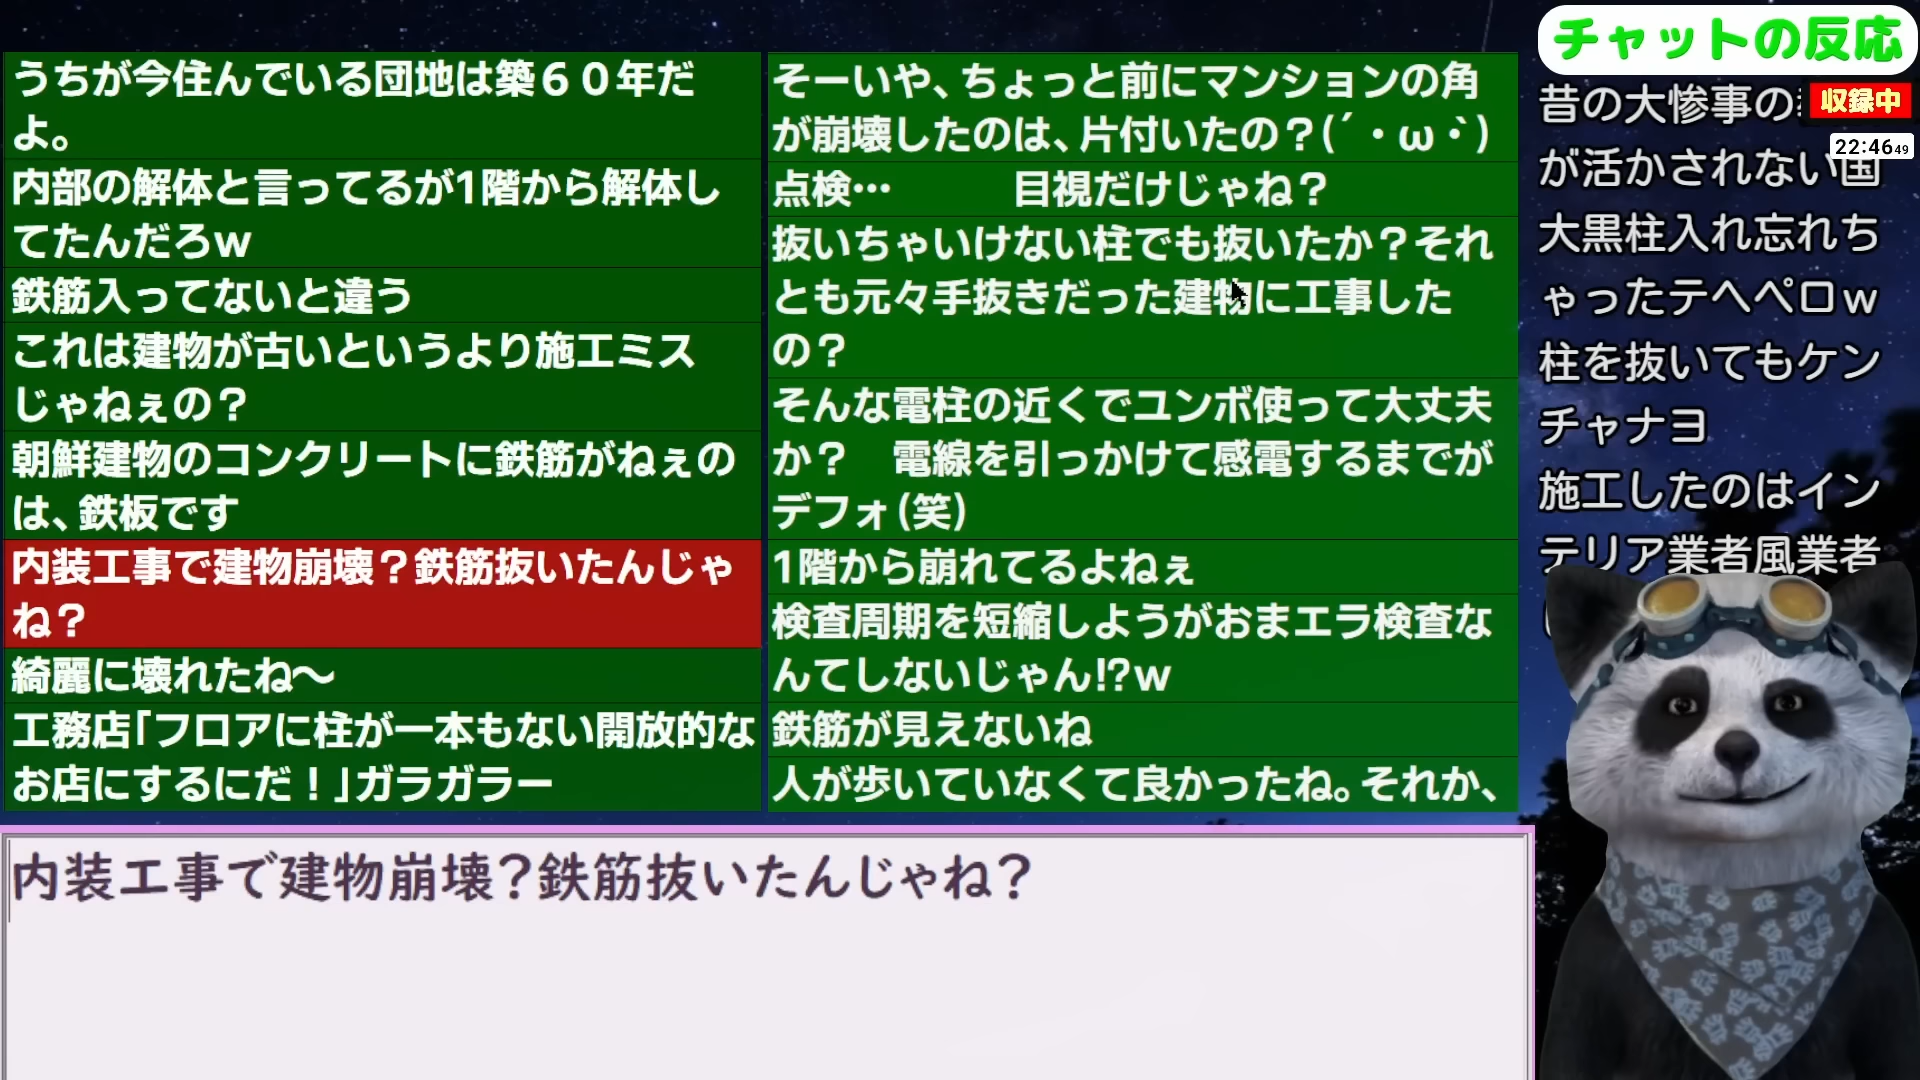 うちが今住んでいる団地は築６０年だ
よ。
内部の解体と言ってるが1階から解体し
てたんだろｗ
鉄筋入ってないと違う
これは建物が古いというより施工ミス
じゃねぇの？
朝鮮建物のコンクリートに鉄筋がねぇの
は、鉄板です
内装工事で建物崩壊？鉄筋抜いたんじゃ
ね？
綺麗に壊れたね〜
工務店｢フロアに柱が一本もない開放的な
お店にするにだ！｣ガラガラー
そーいや、ちょっと前にマンションの角
が崩壊したのは、片付いたの？(´・ω・`)
点検…　　　目視だけじゃね？
抜いちゃいけない柱でも抜いたか？それ
とも元々手抜きだった建物に工事した
の？
そんな電柱の近くでユンボ使って大丈夫
か？　電線を引っかけて感電するまでが
デフォ(笑)
1階から崩れてるよねぇ
検査周期を短縮しようがおまエラ検査な
んてしないじゃん⁉ｗ
鉄筋が見えないね
人が歩いていなくて良かったね。それか、
チャットの反応
昔の大惨事の
収録中
22:46 49
が活かされない国
大黒柱入れ忘れち
ゃったテヘペロｗ
柱を抜いてもケン
チャナヨ
施工したのはイン
テリア業者風業者
内装工事で建物崩壊？鉄筋抜いたんじゃね？